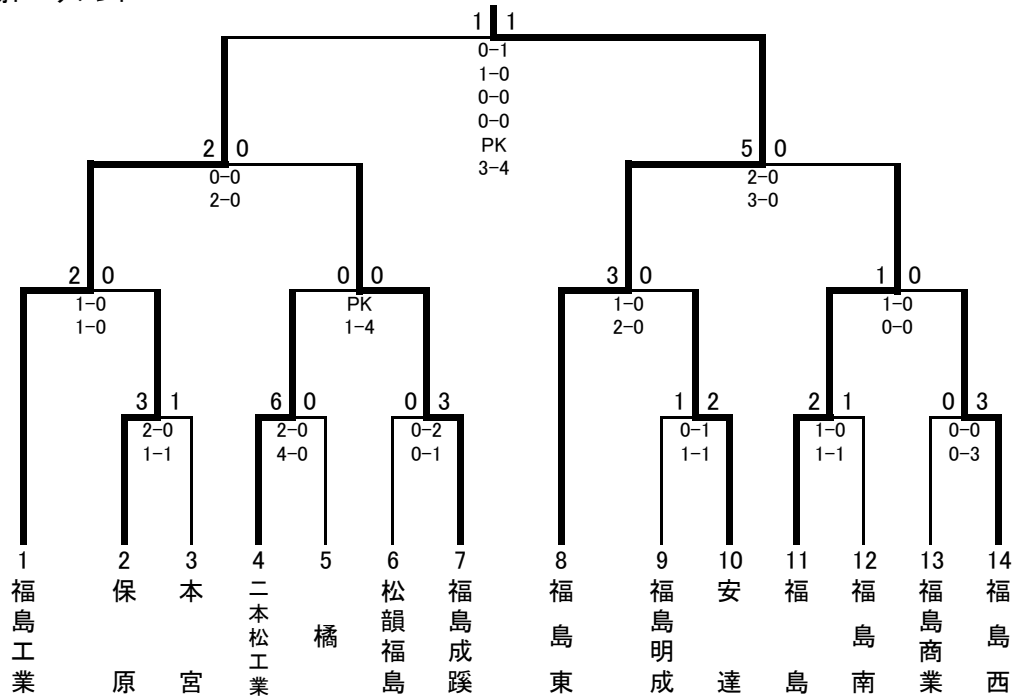 1 1
0-1
1-0
0-0
0-0
PK
3-4
2 0
0-0
2-0
5 0
2-0
3-0
2 0
1-0
1-0
0 0
PK
1-4
3 0
1-0
2-0
1 0
1-0
0-0
3 1
2-0
1-1
6 0
2-0
4-0
0 3
0-2
0-1
1 2
0-1
1-1
2 1
1-0
1-1
0 3
0-0
0-3
1 2 3 4 5 6 7 8 9 10 11 12 13 14
福島工業
保原
本宮
二本松工業
橘
松韻福島
福島成蹊
福島東
福島明成
安達
福島
福島南
福島商業
福島西